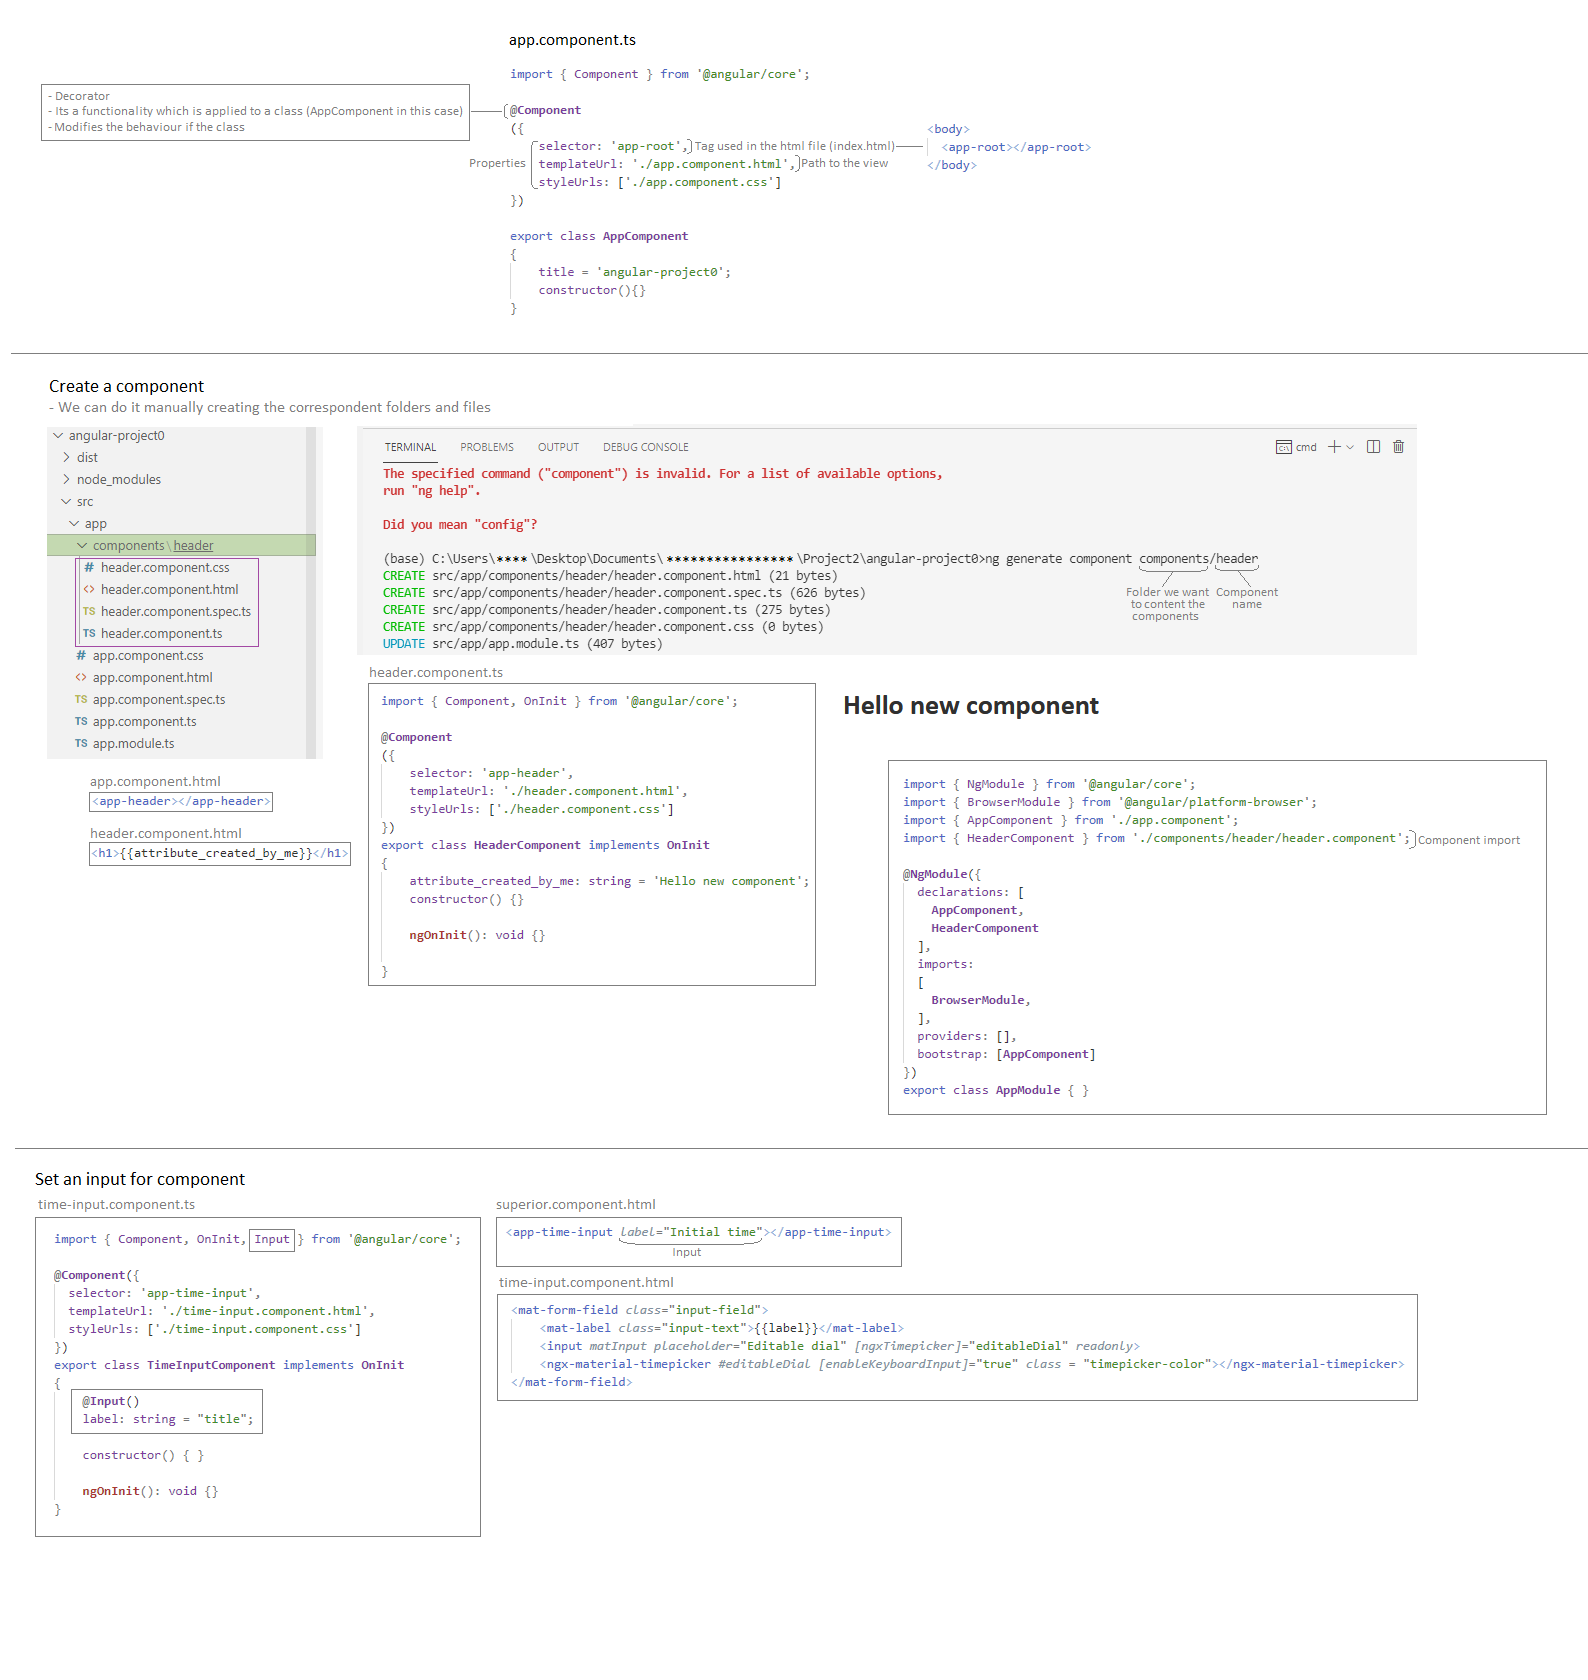 app.component.ts
import { Component } from '@angular/core';
- Decorator
- Its a functionality which is applied to a class (AppComponent in this case)
- Modifies the behaviour if the class
@Component
({
selector: 'app-root',
Tag used in the html file (index.html)
Properties
templateUrl: './app.component.html',
Path to the view
styleUrls: ['./app.component.css']
})
<body>
<app-root></app-root>
</body>
export class AppComponent
{
title = 'angular-project0';
constructor(){}
}
Create a component
- We can do it manually creating the correspondent folders and files
angular-project0
dist
node_modules
src
app
components\header
# header.component.css
<> header.component.html
TS header.component.spec.ts
TS header.component.ts
# app.component.css
<> app.component.html
TS app.component.spec.ts
TS app.component.ts
TS app.module.ts
TERMINAL PROBLEMS OUTPUT DEBUG CONSOLE
cmd
The specified command ("component") is invalid. For a list of available options,
run "ng help".
Did you mean "config"?
(base) C:\Users\****\Desktop\Documents\****************\Project2\angular-project0>ng generate component components/header
CREATE src/app/components/header/header.component.html (21 bytes)
CREATE src/app/components/header/header.component.spec.ts (626 bytes)
CREATE src/app/components/header/header.component.ts (275 bytes)
CREATE src/app/components/header/header.component.css (0 bytes)
UPDATE src/app/app.module.ts (407 bytes)
Folder we want
to content the
components
Component
name
app.component.html
<app-header></app-header>
header.component.html
<h1>{{attribute_created_by_me}}</h1>
header.component.ts
import { Component, OnInit } from '@angular/core';
@Component
({
selector: 'app-header',
templateUrl: './header.component.html',
styleUrls: ['./header.component.css']
})
export class HeaderComponent implements OnInit
{
attribute_created_by_me: string = 'Hello new component';
constructor() {}
ngOnInit(): void {}
}
Hello new component
import { NgModule } from '@angular/core';
import { BrowserModule } from '@angular/platform-browser';
import { AppComponent } from './app.component';
import { HeaderComponent } from './components/header/header.component';
Component import
@NgModule({
declarations: [
AppComponent,
HeaderComponent
],
imports:
[
BrowserModule,
],
providers: [],
bootstrap: [AppComponent]
})
export class AppModule { }
Set an input for component
time-input.component.ts
import { Component, OnInit, Input } from '@angular/core';
@Component({
selector: 'app-time-input',
templateUrl: './time-input.component.html',
styleUrls: ['./time-input.component.css']
})
export class TimeInputComponent implements OnInit
{
@Input()
label: string = "title";
constructor() { }
ngOnInit(): void {}
}
superior.component.html
<app-time-input label="Initial time"></app-time-input>
Input
time-input.component.html
<mat-form-field class="input-field">
<mat-label class="input-text">{{label}}</mat-label>
<input matInput placeholder="Editable dial" [ngxTimepicker]="editableDial" readonly>
<ngx-material-timepicker #editableDial [enableKeyboardInput]="true" class = "timepicker-color"></ngx-material-timepicker>
</mat-form-field>